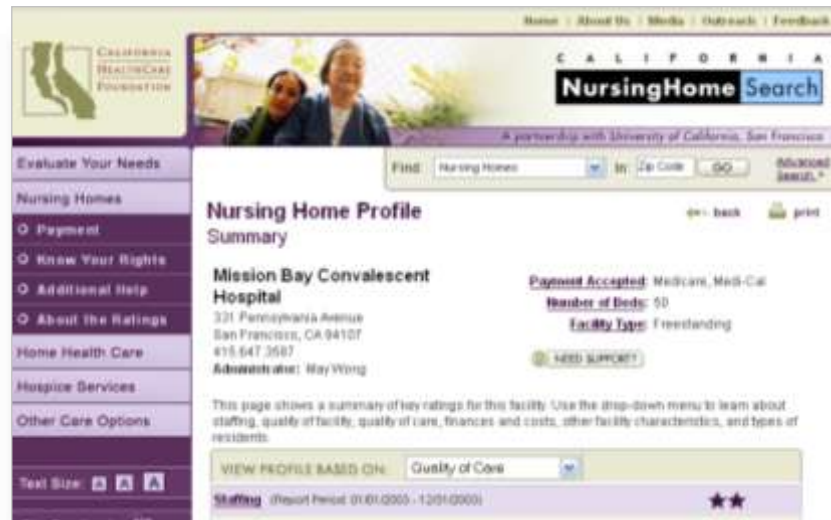 Home | About Us | Media | Outreach | Feedback
CALIFORNIA
HEALTHCARE
FOUNDATION
CALIFORNIA
NursingHome Search
A partnership with University of California, San Francisco
Evaluate Your Needs
Find: Nursing Homes In Zip Code GO Advanced
Search
Nursing Homes
Payment
Know Your Rights
Additional Help
About the Ratings
Home Health Care
Hospice Services
Other Care Options
Text Size: A A A
Nursing Home Profile
back print
Summary
Mission Bay Convalescent
Hospital
331 Pennsylvania Avenue
San Francisco, CA 94107
415.647.3587
Administrator: May Wong
Payment Accepted: Medicare, Medi-Cal
Number of Beds: 50
Facility Type: Freestanding
NEED SUPPORT?
This page shows a summary of key ratings for this facility. Use the drop-down menu to learn about
staffing, quality of facility, quality of care, finances and costs, other facility characteristics, and types of
residents.
VIEW PROFILE BASED ON: Quality of Care
Staffing (Report Period: 01/01/2003 - 12/31/2003)